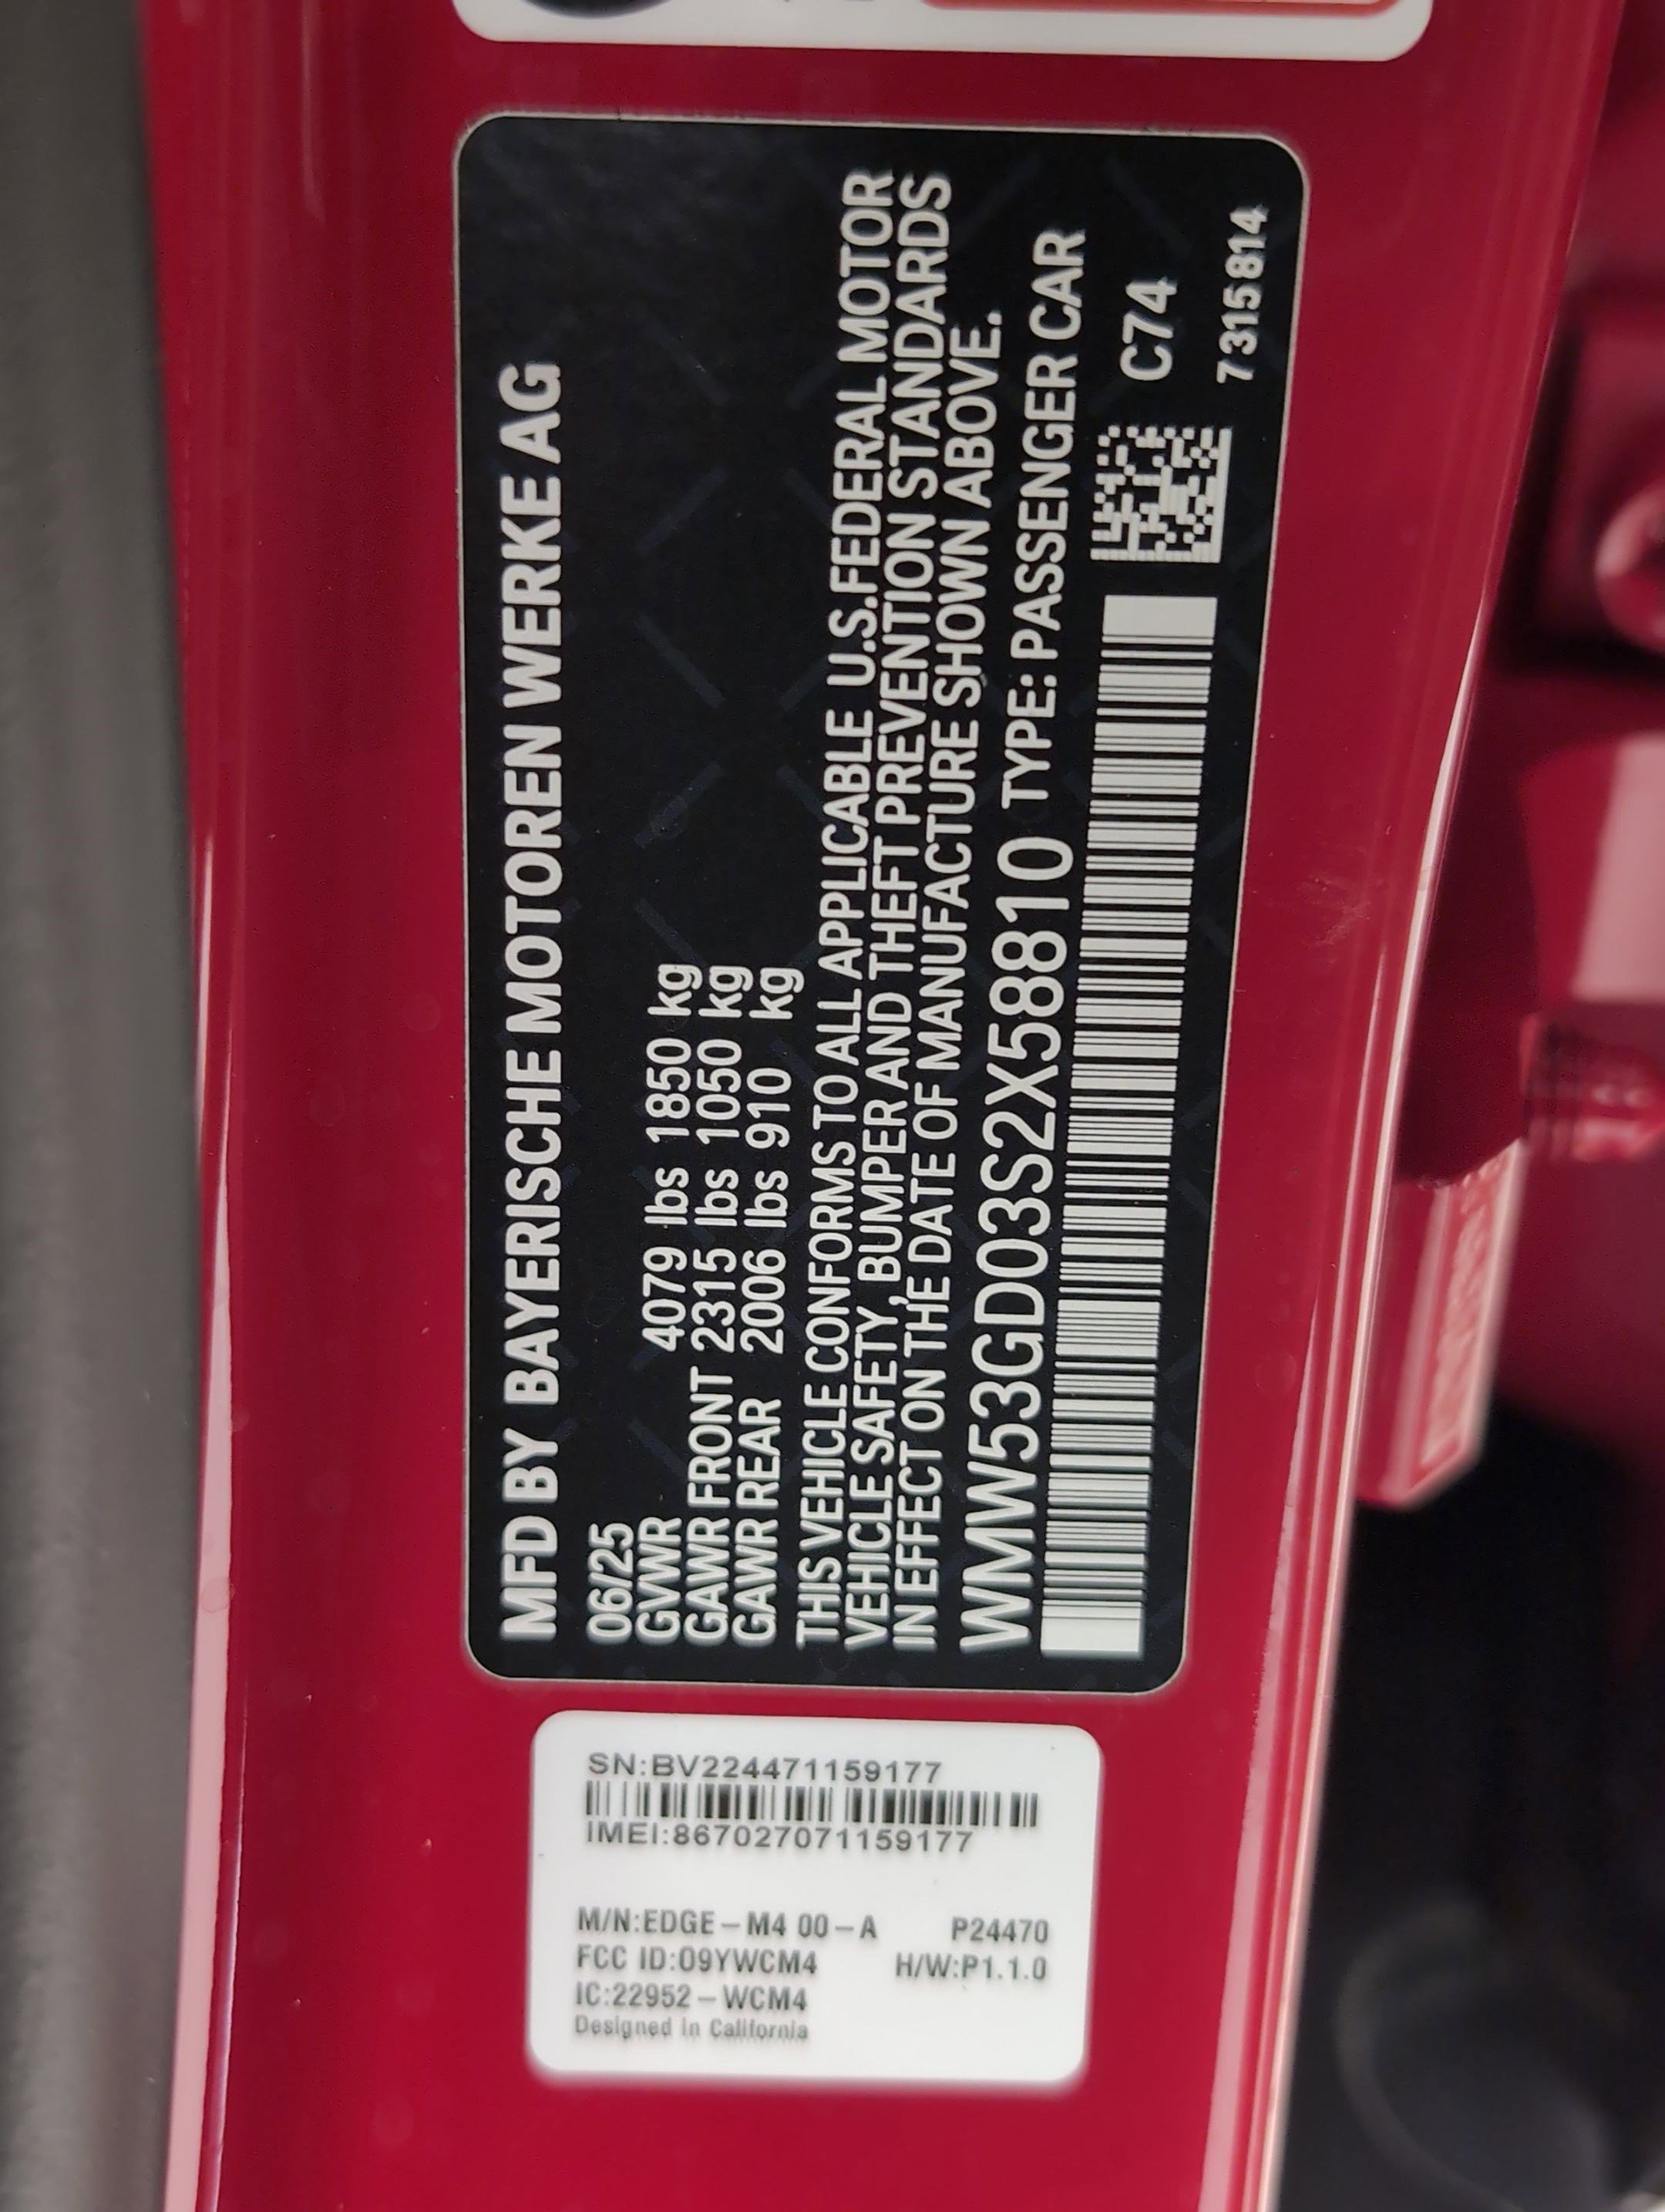 MFD BY BAYERISCHE MOTOREN WERKE AG
06/25
GVWR 4079 lbs 1850 kg
GAWR FRONT 2315 lbs 1050 kg
GAWR REAR 2006 lbs 910 kg
THIS VEHICLE CONFORMS TO ALL APPLICABLE U.S.FEDERAL MOTOR
VEHICLE SAFETY, BUMPER AND THEFT PREVENTION STANDARDS
IN EFFECT ON THE DATE OF MANUFACTURE SHOWN ABOVE.
WMW53GD03S2X58810 TYPE: PASSENGER CAR
C74
7315814
SN:BV224471159177
IMEI:867027071159177
M/N:EDGE-M4 00-A P24470
FCC ID:09YWCM4 H/W:P1.1.0
IC:22952-WCM4
Designed in California